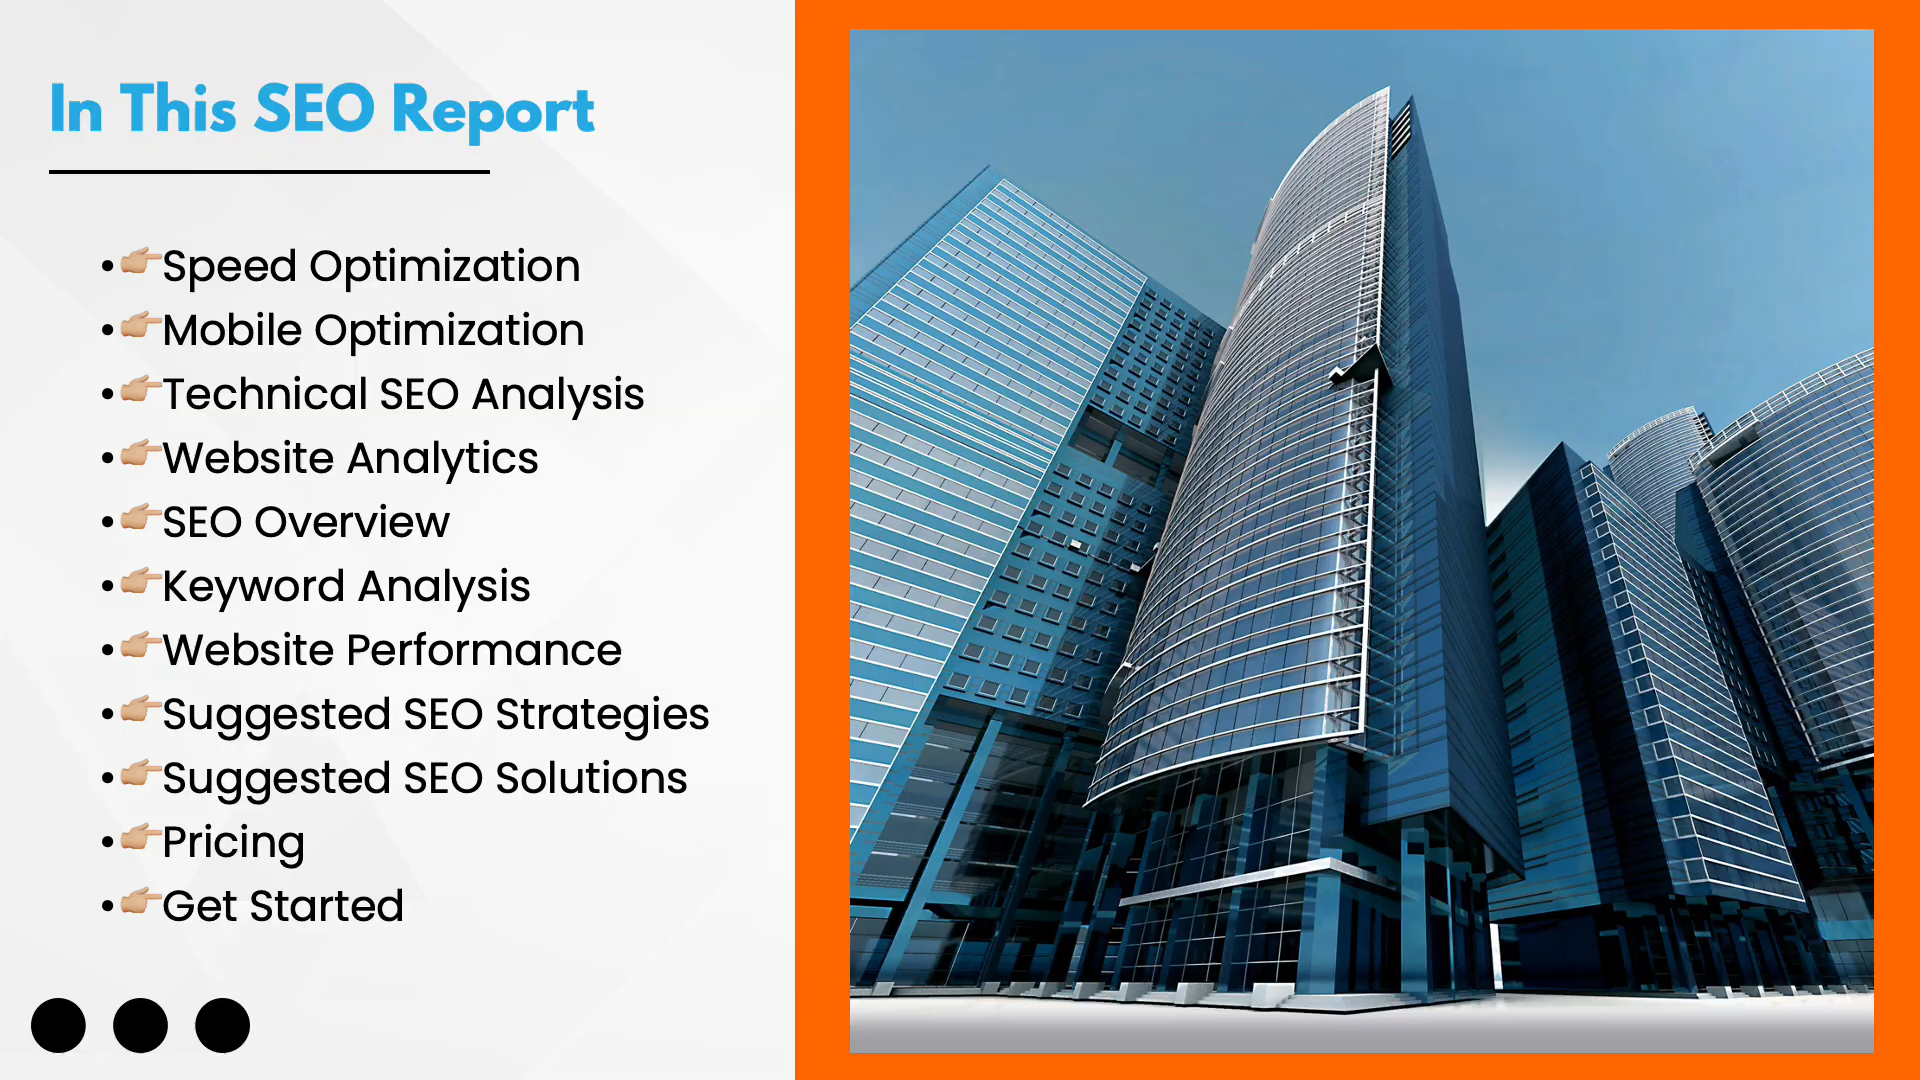 In This SEO Report
• 👉🏼Speed Optimization
• 👉🏼Mobile Optimization
• 👉🏼Technical SEO Analysis
• 👉🏼Website Analytics
• 👉🏼SEO Overview
• 👉🏼Keyword Analysis
• 👉🏼Website Performance
• 👉🏼Suggested SEO Strategies
• 👉🏼Suggested SEO Solutions
• 👉🏼Pricing
• 👉🏼Get Started